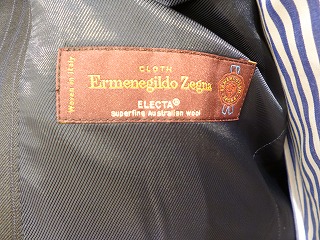 Woven in Italy
CLOTH
Ermenegildo Zegna
ELECTA®
superfine Australian wool